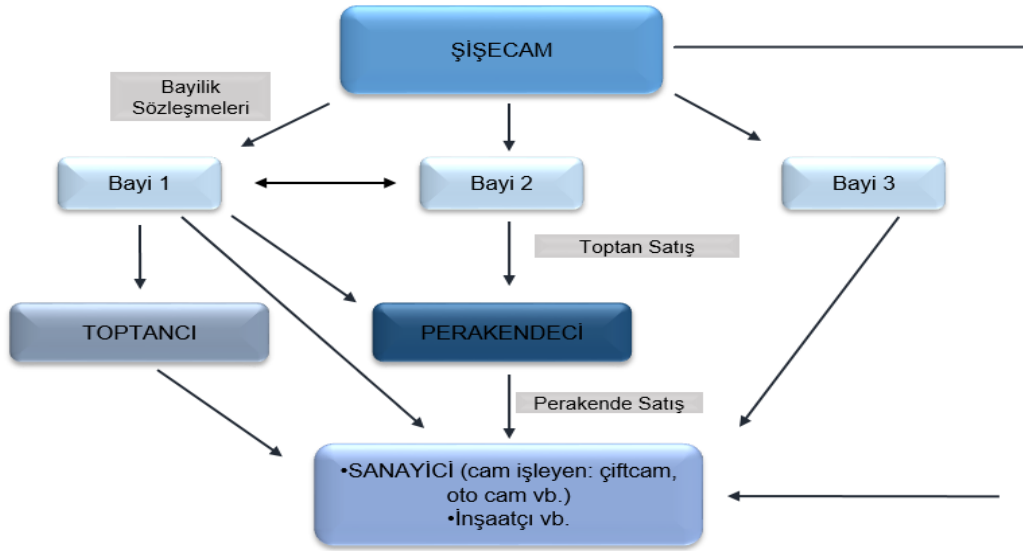 ŞİŞECAM
Bayilik
Sözleşmeleri
Bayi 1
Bayi 2
Bayi 3
Toptan Satış
TOPTANCI
PERAKENDECİ
Perakende Satış
•SANAYİCİ (cam işleyen: çiftcam,
oto cam vb.)
•İnşaatçı vb.